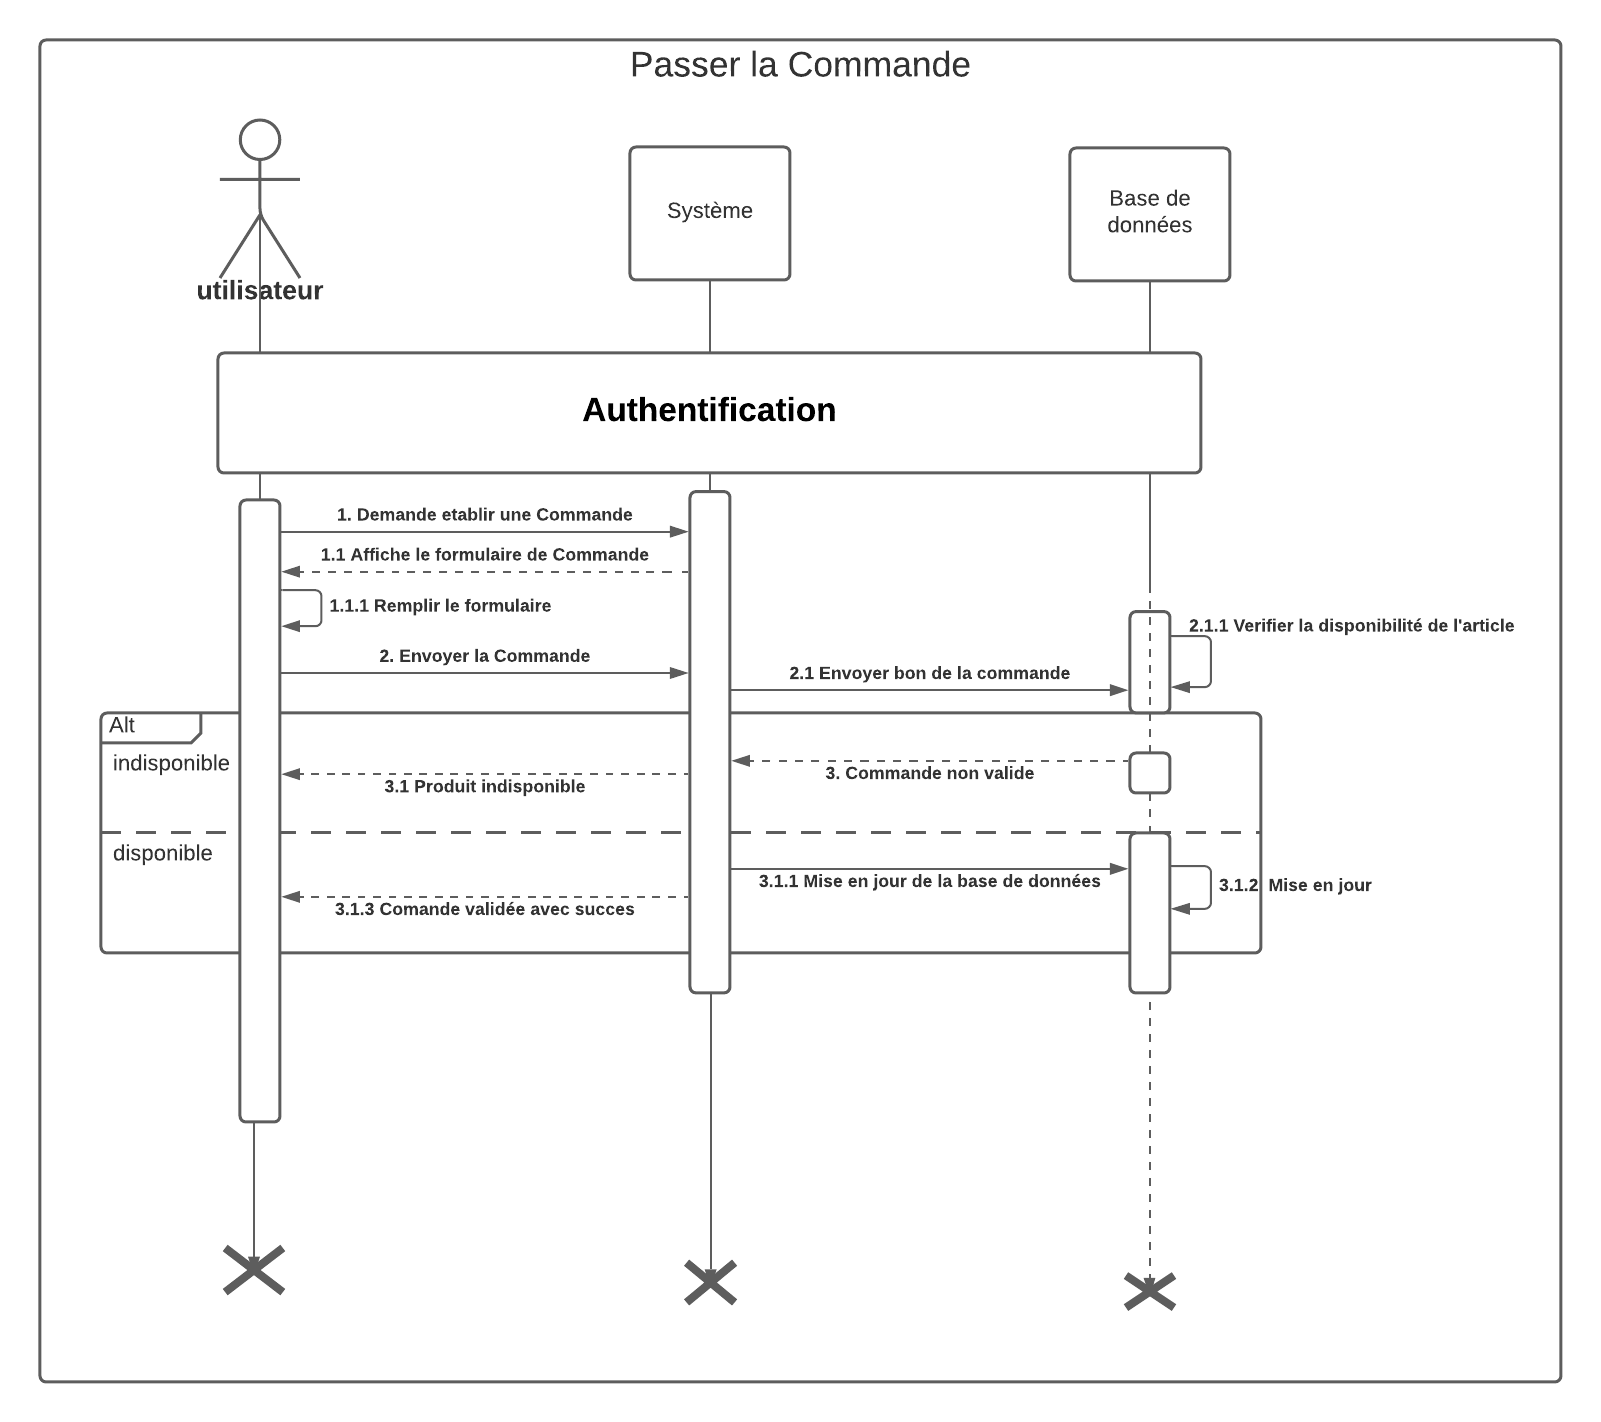 Passer la Commande
utilisateur
Système
Base de
données
Authentification
1. Demande etablir une Commande
1.1 Affiche le formulaire de Commande
1.1.1 Remplir le formulaire
2.1.1 Verifier la disponibilité de l'article
2. Envoyer la Commande
2.1 Envoyer bon de la commande
Alt
indisponible
3. Commande non valide
3.1 Produit indisponible
disponible
3.1.1 Mise en jour de la base de données
3.1.2 Mise en jour
3.1.3 Comande validée avec succes